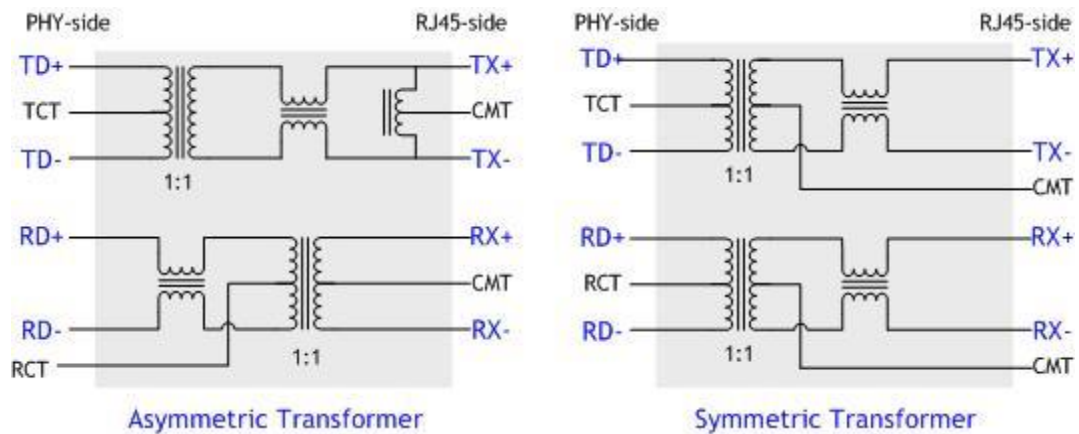 PHY-side RJ45-side
TD+ TX+
TCT CMT
TD- TX-
1:1
RD+ RX+
CMT
RD- RX-
1:1
RCT
Asymmetric Transformer
PHY-side RJ45-side
TD+ TX+
TCT
TD- TX-
1:1
CMT
RD+ RX+
RCT
RD- RX-
1:1
CMT
Symmetric Transformer